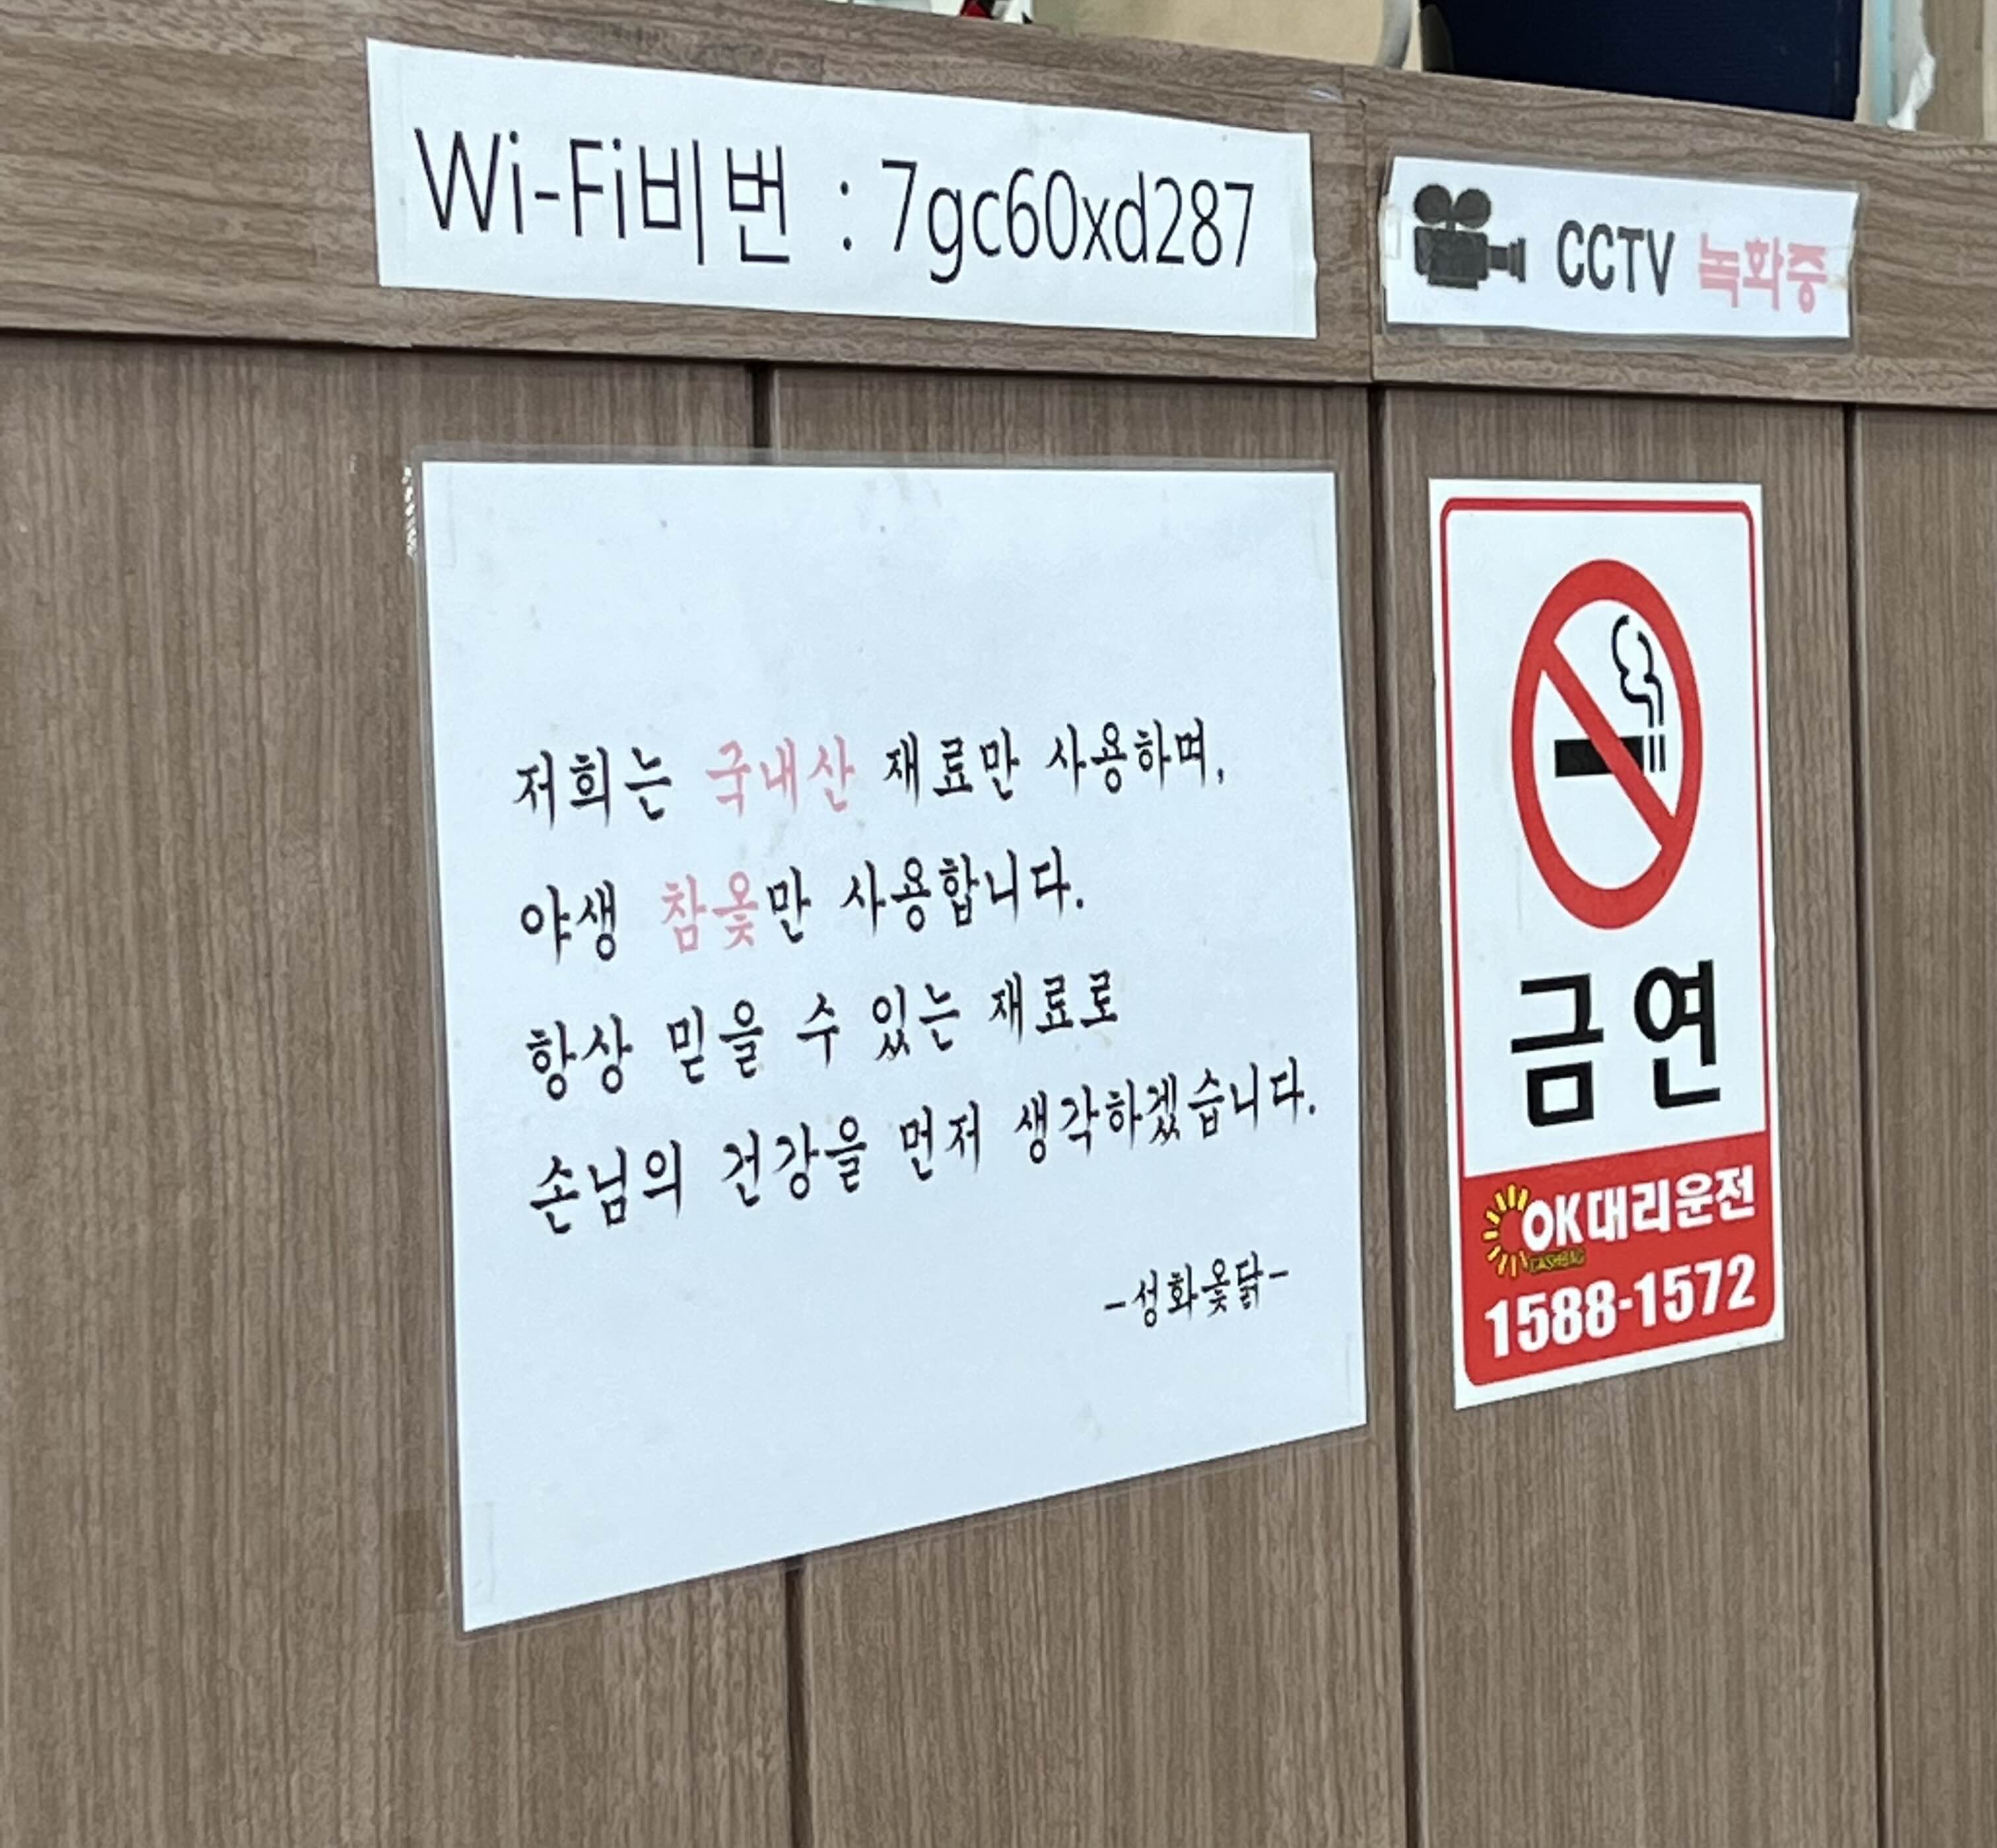 Wi-Fi비번 : 7gc60xd287
CCTV 녹화중
저희는 국내산 재료만 사용하며,
야생 참옻만 사용합니다.
항상 믿을 수 있는 재료로
손님의 건강을 먼저 생각하겠습니다.
-성화옻닭-
금연
OK대리운전
CASHBAG
1588-1572